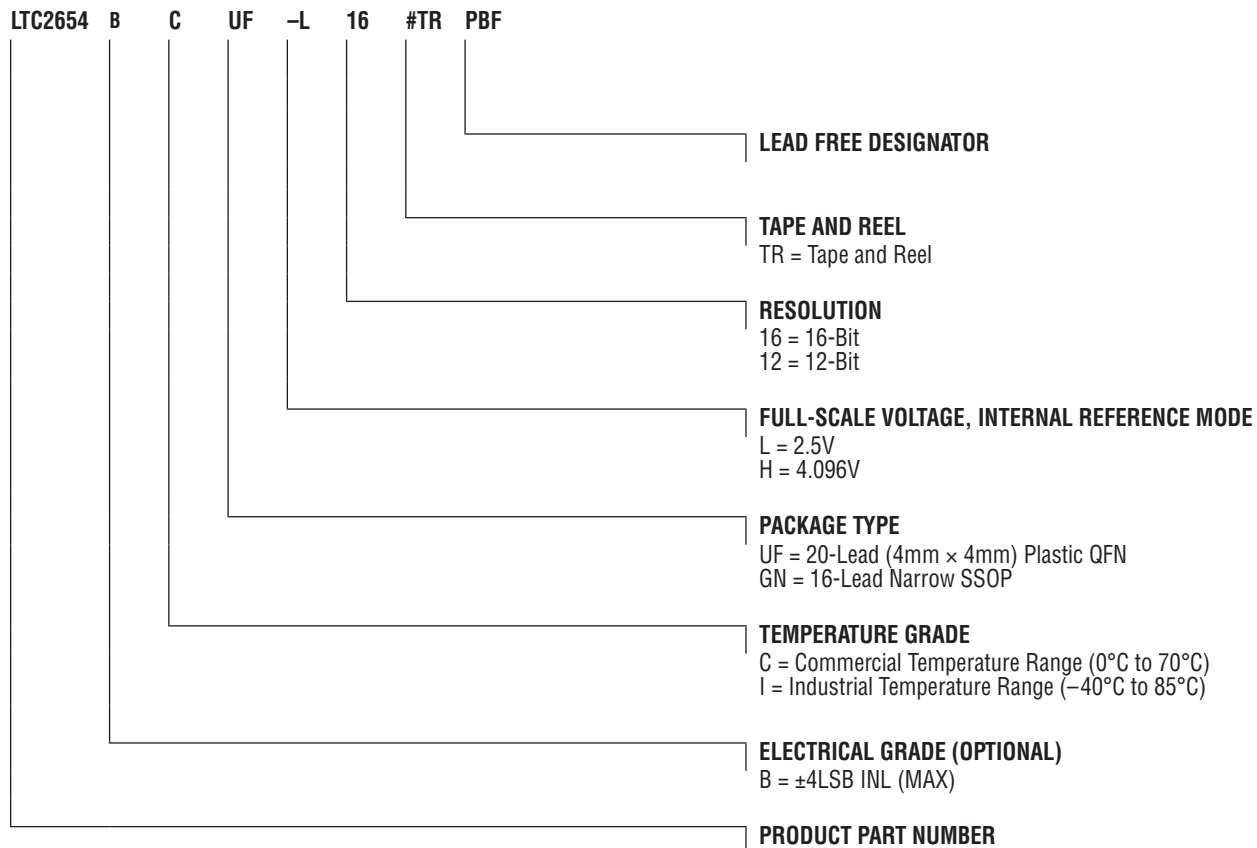 LTC2654 B C UF –L 16 #TR PBF
LEAD FREE DESIGNATOR
TAPE AND REEL
TR = Tape and Reel
RESOLUTION
16 = 16-Bit
12 = 12-Bit
FULL-SCALE VOLTAGE, INTERNAL REFERENCE MODE
L = 2.5V
H = 4.096V
PACKAGE TYPE
UF = 20-Lead (4mm × 4mm) Plastic QFN
GN = 16-Lead Narrow SSOP
TEMPERATURE GRADE
C = Commercial Temperature Range (0°C to 70°C)
I = Industrial Temperature Range (–40°C to 85°C)
ELECTRICAL GRADE (OPTIONAL)
B = ±4LSB INL (MAX)
PRODUCT PART NUMBER